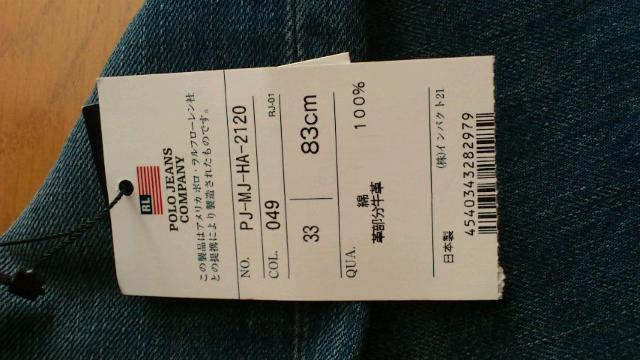 RL
POLO JEANS
COMPANY
この製品はアメリカ ポロ・ラルフローレン社
との提携により製造されたものです。
NO. PJ-MJ-HA-2120
COL. 049 RJ-01
33 83cm
QUA. 綿 100%
革部分牛革
(株)インパクト21
日本製
4540343282979